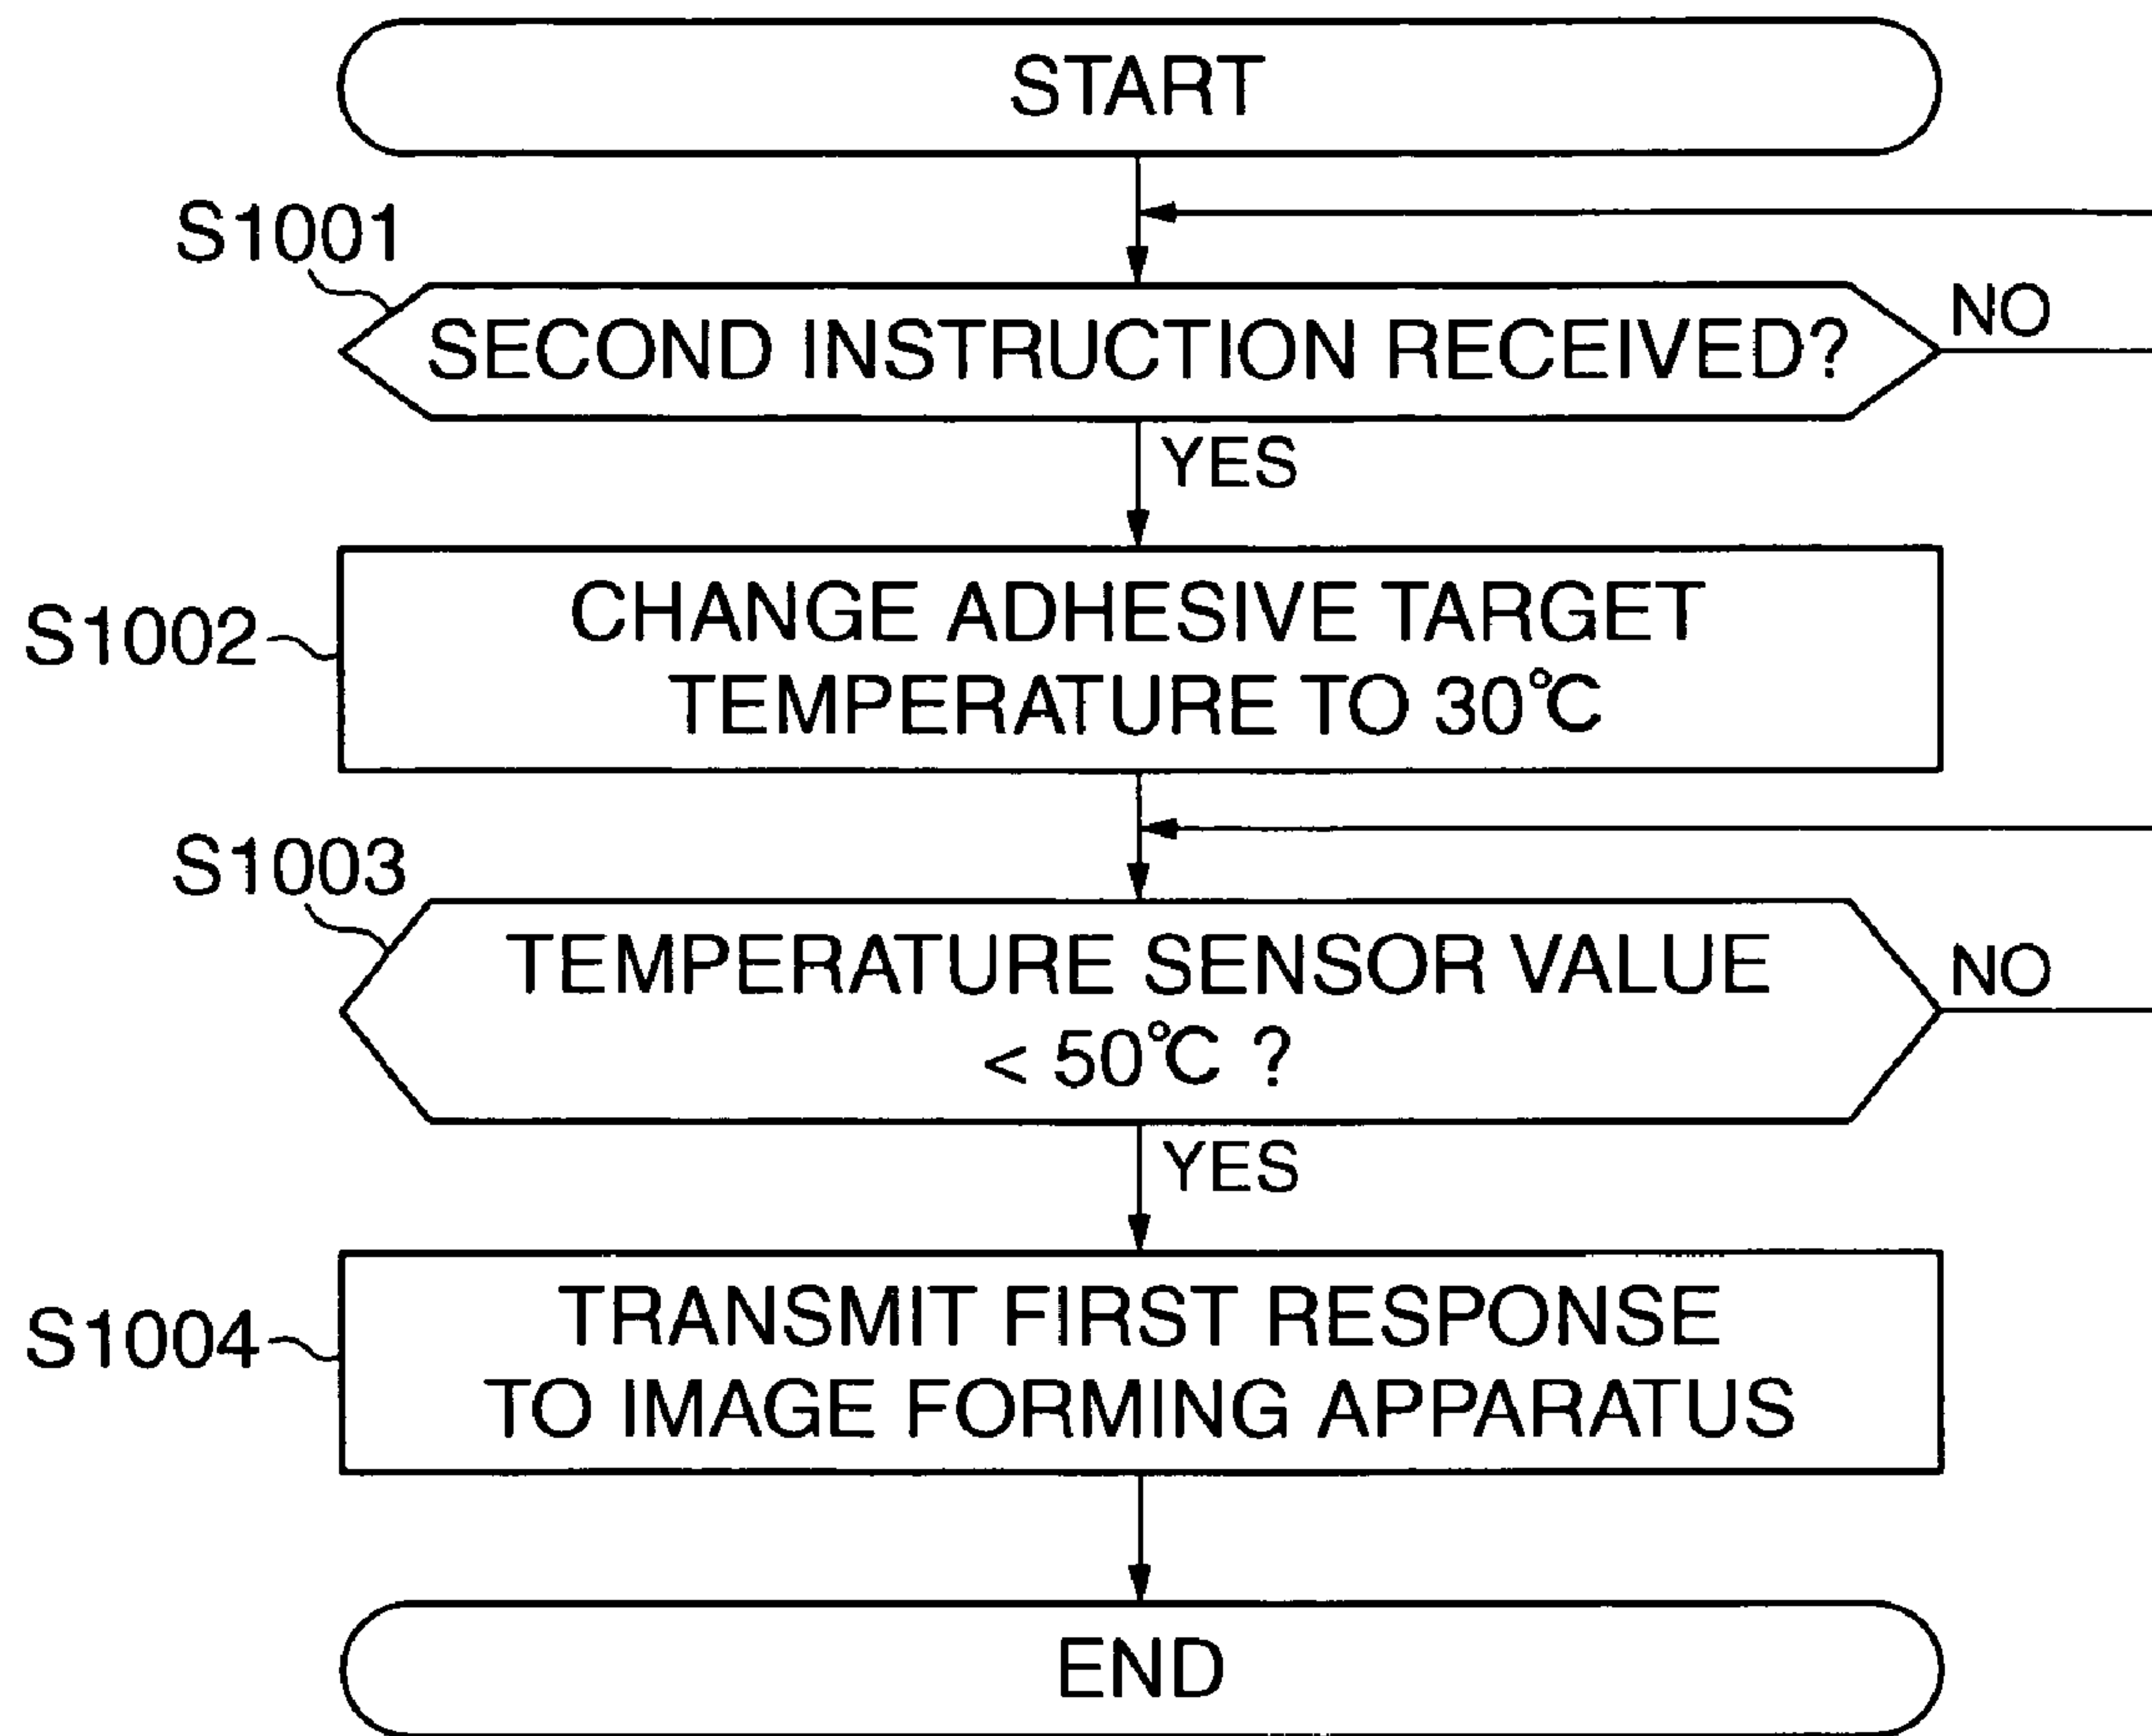 START
S1001
SECOND INSTRUCTION RECEIVED?
NO
YES
S1002
CHANGE ADHESIVE TARGET
TEMPERATURE TO 30°C
S1003
TEMPERATURE SENSOR VALUE
< 50°C ?
NO
YES
S1004
TRANSMIT FIRST RESPONSE
TO IMAGE FORMING APPARATUS
END